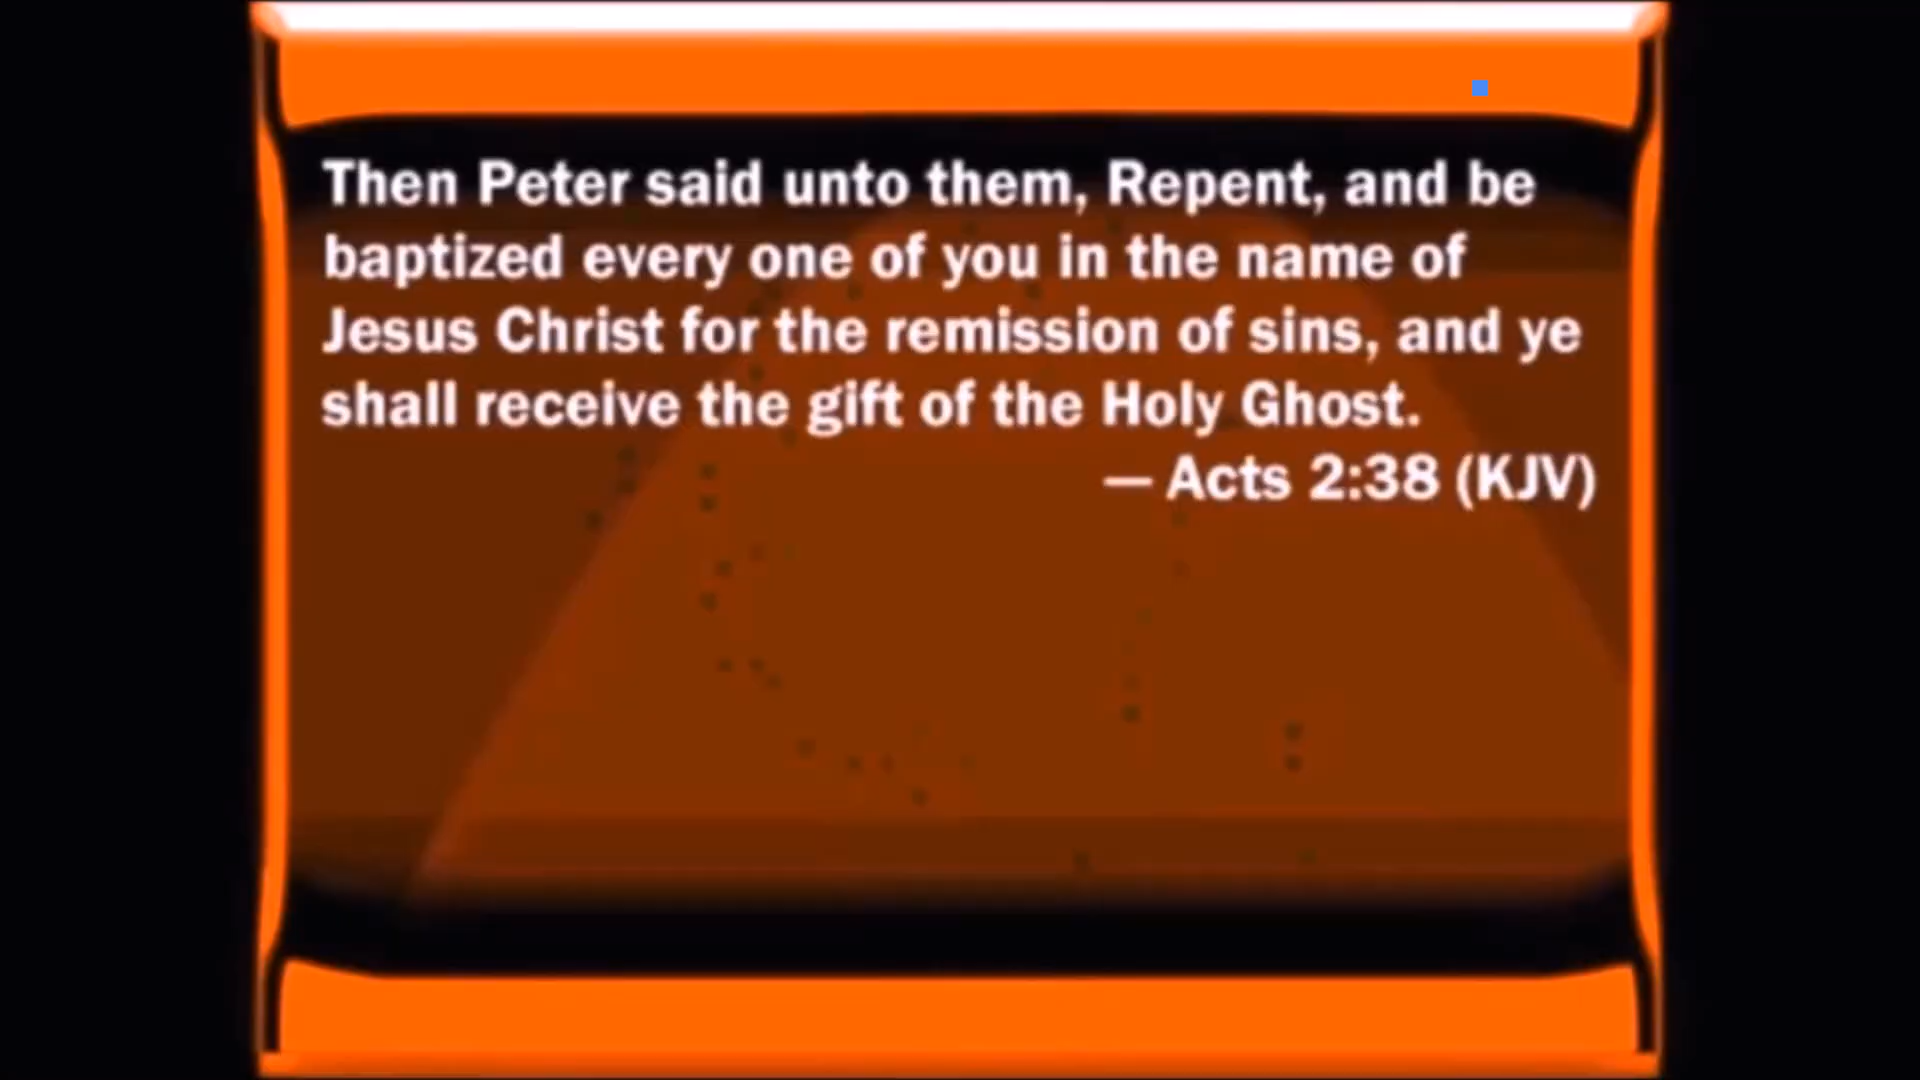 Then Peter said unto them, Repent, and be
baptized every one of you in the name of
Jesus Christ for the remission of sins, and ye
shall receive the gift of the Holy Ghost.
— Acts 2:38 (KJV)